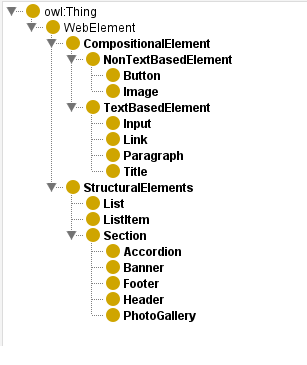 owl:Thing
WebElement
CompositionalElement
NonTextBasedElement
Button
Image
TextBasedElement
Input
Link
Paragraph
Title
StructuralElements
List
ListItem
Section
Accordion
Banner
Footer
Header
PhotoGallery